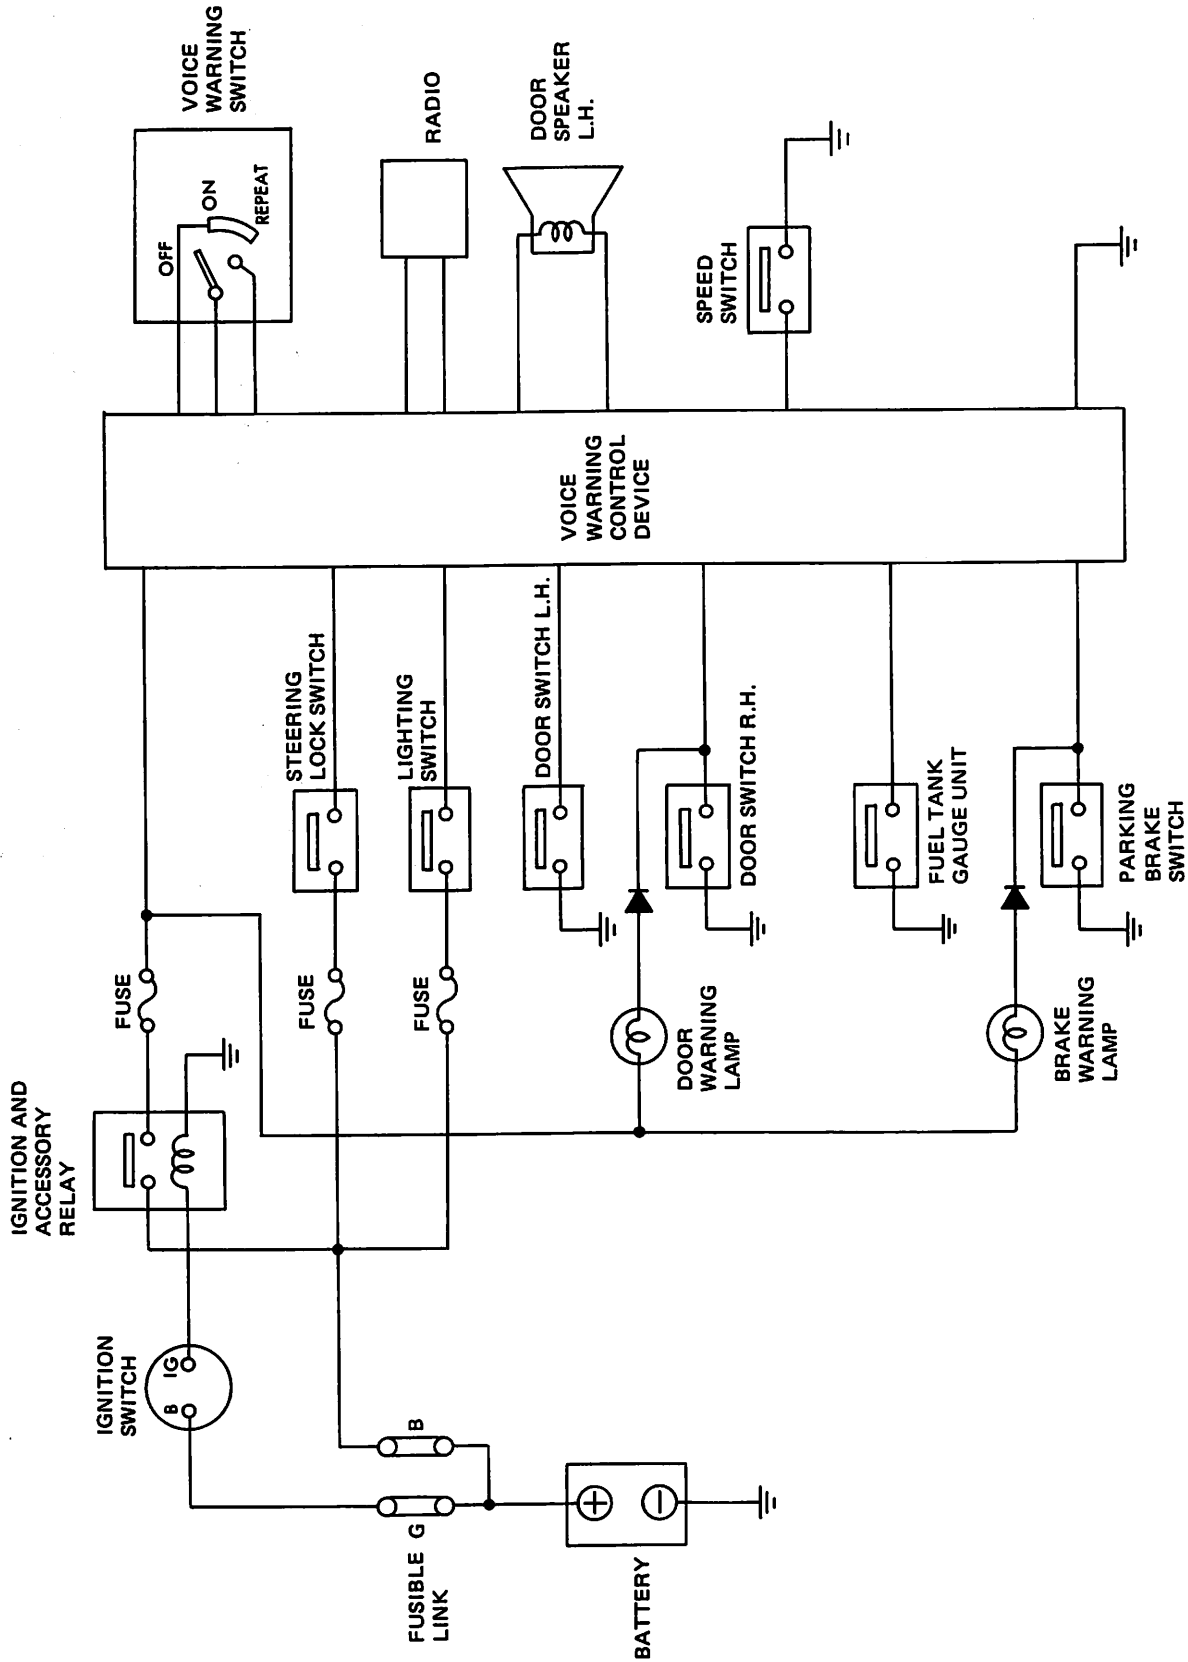 BATTERY
FUSIBLE
LINK
G
B
IGNITION
SWITCH
B
IG
IGNITION AND
ACCESSORY
RELAY
FUSE
FUSE
FUSE
STEERING
LOCK SWITCH
LIGHTING
SWITCH
DOOR SWITCH L.H.
DOOR
WARNING
LAMP
DOOR SWITCH R.H.
FUEL TANK
GAUGE UNIT
BRAKE
WARNING
LAMP
PARKING
BRAKE
SWITCH
VOICE
WARNING
CONTROL
DEVICE
VOICE
WARNING
SWITCH
OFF
ON
REPEAT
RADIO
DOOR
SPEAKER
L.H.
SPEED
SWITCH